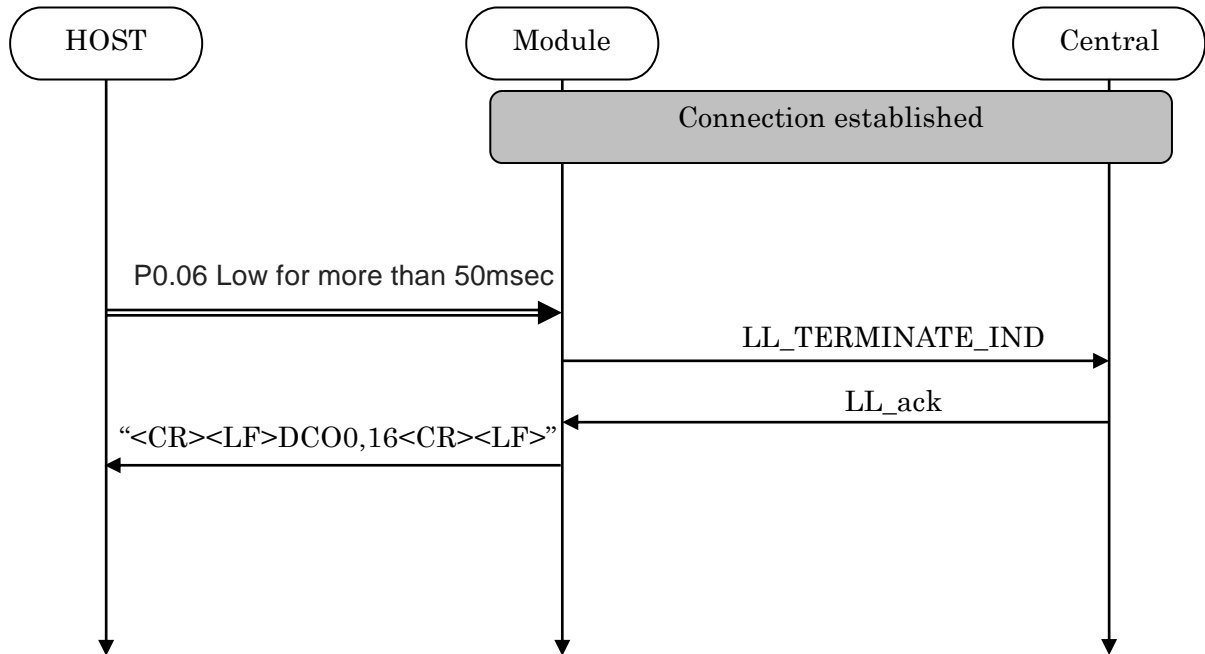 HOST
Module
Central
Connection established
P0.06 Low for more than 50msec
LL_TERMINATE_IND
LL_ack
“<CR><LF>DCO0,16<CR><LF>”